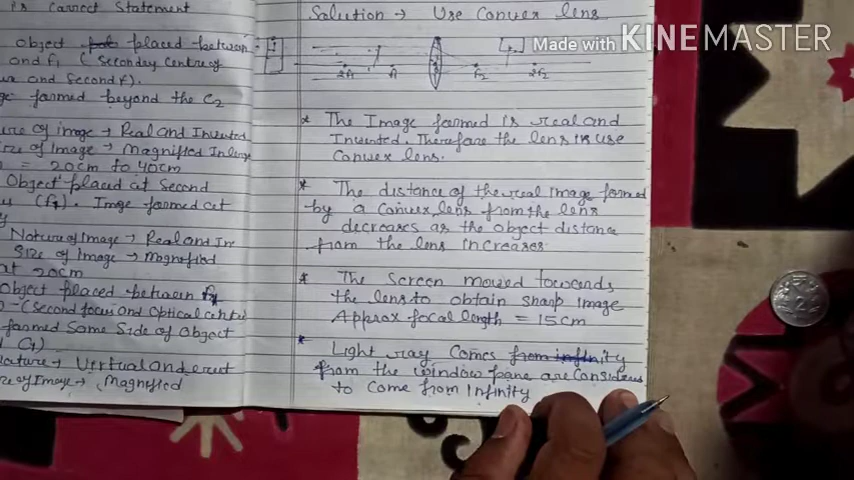 is Correct Statement
object placed between
and f1 (Seconday Centre of
and Second f).
formed beyond the C2
of image → Real and Inverted
Size of Image → Magnified
= 20cm to 40cm
Object placed at Second
Image formed at
Nature of Image → Real and In
Size of Image → Magnified
at 20cm
object placed between
(Second focus and optical cente
formed Same Side of Object
Nature → Virtual and erect
of Image → Magnified
Solution → Use Convex lens
Made with KINEMASTER
2F1 F1 F2 2F2
* The Image formed is real and
Inverted. Therefore the lens is use
Convex lens.
* The distance of the real Image formed
by a Convex lens from the lens
decreases as the object distance
from the lens increases
* The Screen moved towards
the lens to obtain sharp image
Approx focal length = 15cm
* Light ray Comes from infinity
from the window pane are Considered
to Come from Infinity